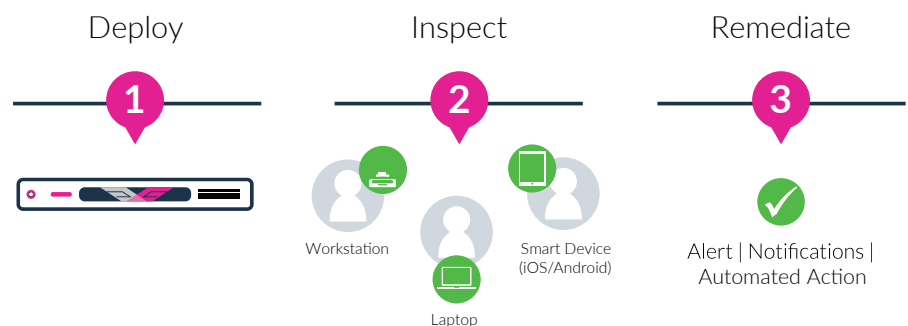 Deploy
Inspect
Remediate
1
2
3
Workstation
Smart Device
(iOS/Android)
Laptop
Alert | Notifications |
Automated Action